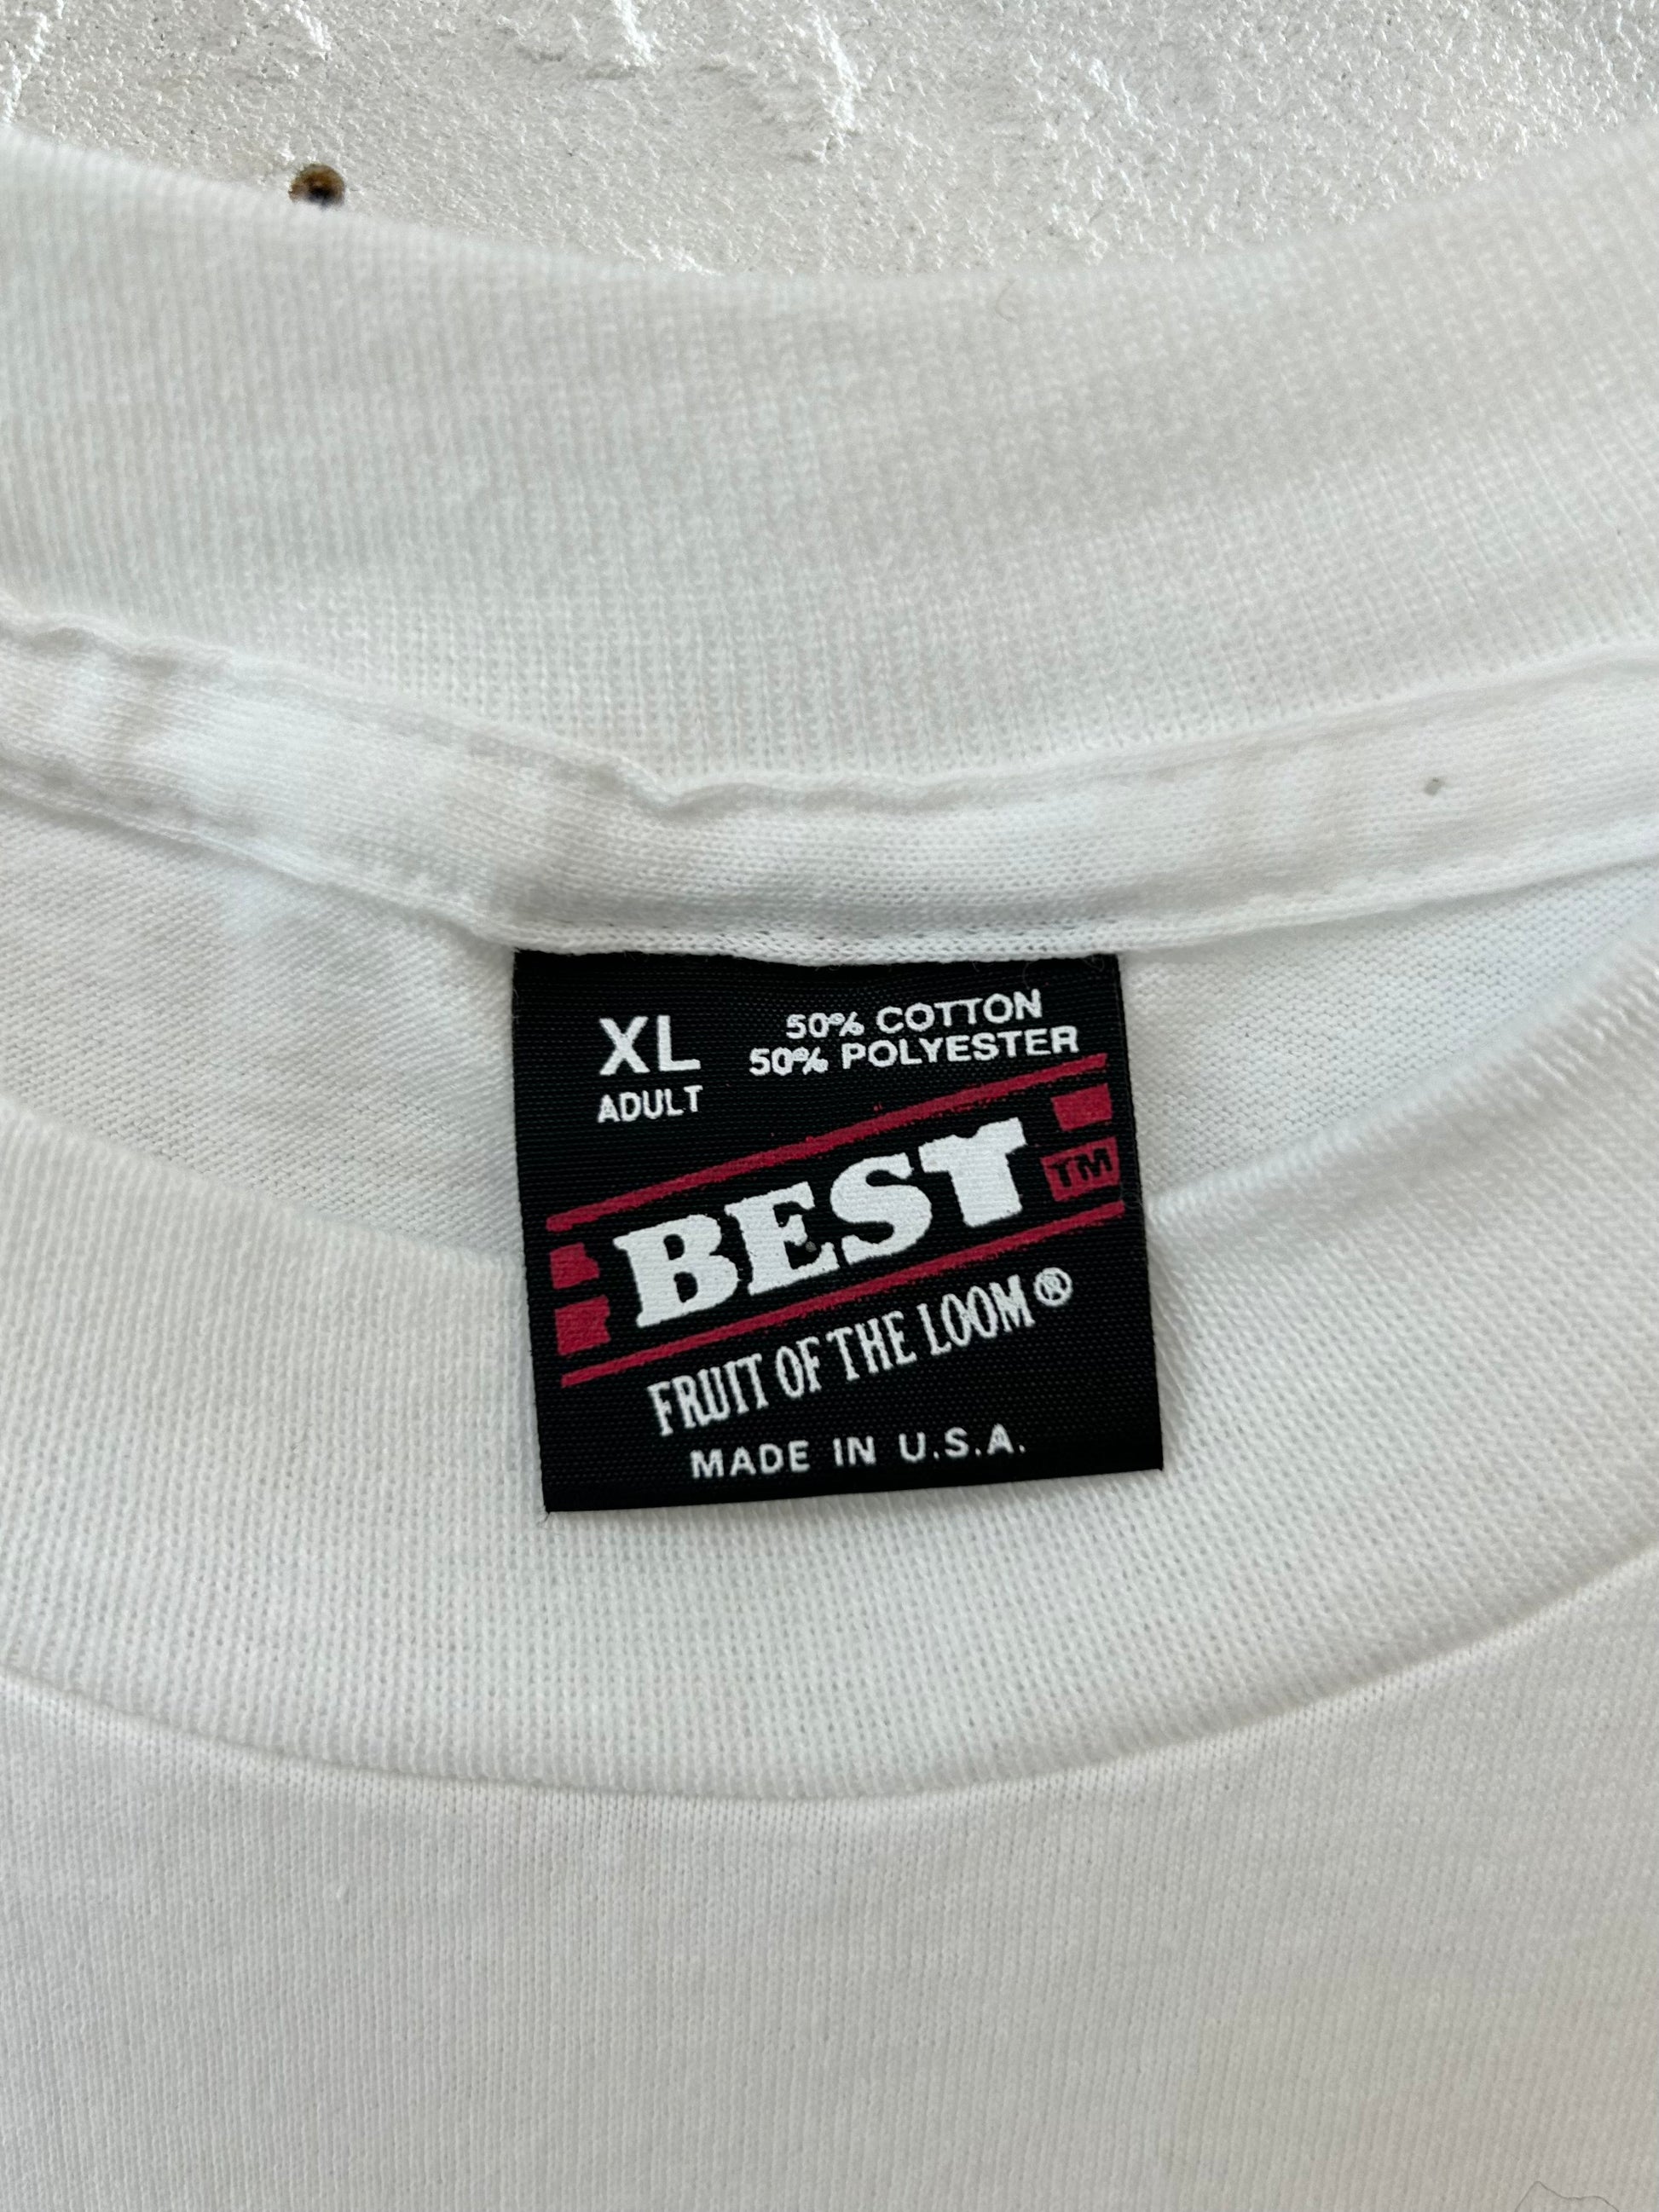 XL
ADULT
50% COTTON
50% POLYESTER
BEST
TM
FRUIT OF THE LOOM®
MADE IN U.S.A.